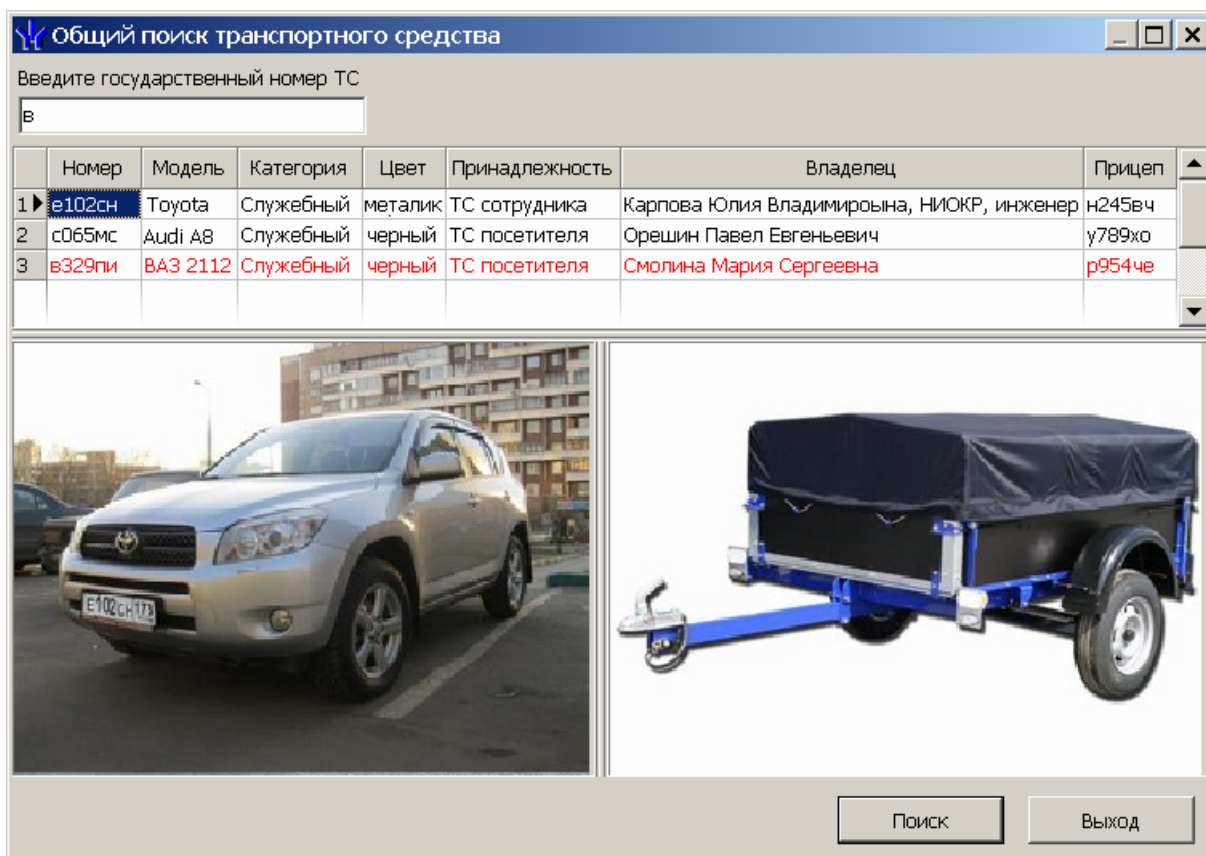 Общий поиск транспортного средства
Введите государственный номер ТС
в
Номер Модель Категория Цвет Принадлежность Владелец Прицеп
1 е102сн Toyota Служебный металик ТС сотрудника Карпова Юлия Владимироына, НИОКР, инженер н245вч
2 с065мс Audi A8 Служебный черный ТС посетителя Орешин Павел Евгеньевич у789хо
3 в329пи ВАЗ 2112 Служебный черный ТС посетителя Смолина Мария Сергеевна р954че
Е102СН 173
Поиск Выход